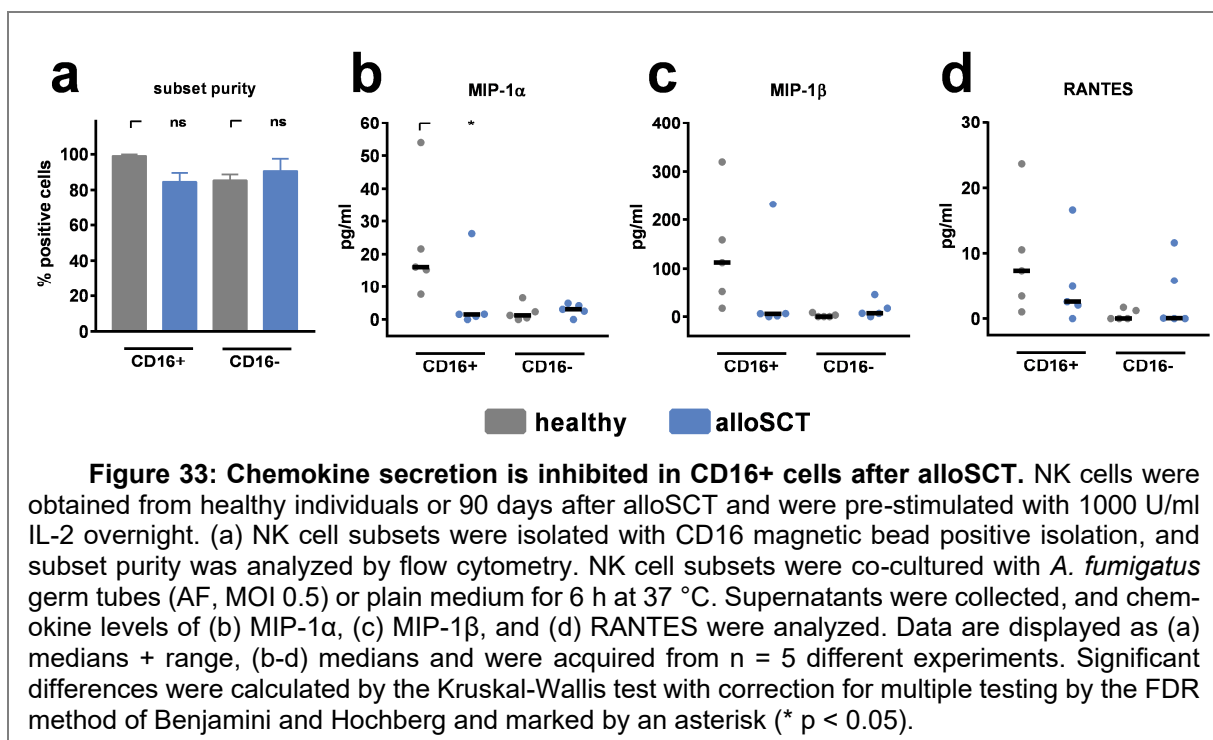 a
b
c
d
subset purity
MIP-1α
MIP-1β
RANTES
ns
ns
*
% positive cells
100
80
60
40
20
0
CD16+
CD16-
pg/ml
60
50
40
30
20
10
0
CD16+
CD16-
pg/ml
400
300
200
100
0
CD16+
CD16-
pg/ml
30
20
10
0
CD16+
CD16-
healthy
alloSCT
Figure 33: Chemokine secretion is inhibited in CD16+ cells after alloSCT. NK cells were
obtained from healthy individuals or 90 days after alloSCT and were pre-stimulated with 1000 U/ml
IL-2 overnight. (a) NK cell subsets were isolated with CD16 magnetic bead positive isolation, and
subset purity was analyzed by flow cytometry. NK cell subsets were co-cultured with A. fumigatus
germ tubes (AF, MOI 0.5) or plain medium for 6 h at 37 °C. Supernatants were collected, and chem-
okine levels of (b) MIP-1α, (c) MIP-1β, and (d) RANTES were analyzed. Data are displayed as (a)
medians + range, (b-d) medians and were acquired from n = 5 different experiments. Significant
differences were calculated by the Kruskal-Wallis test with correction for multiple testing by the FDR
method of Benjamini and Hochberg and marked by an asterisk (* p < 0.05).